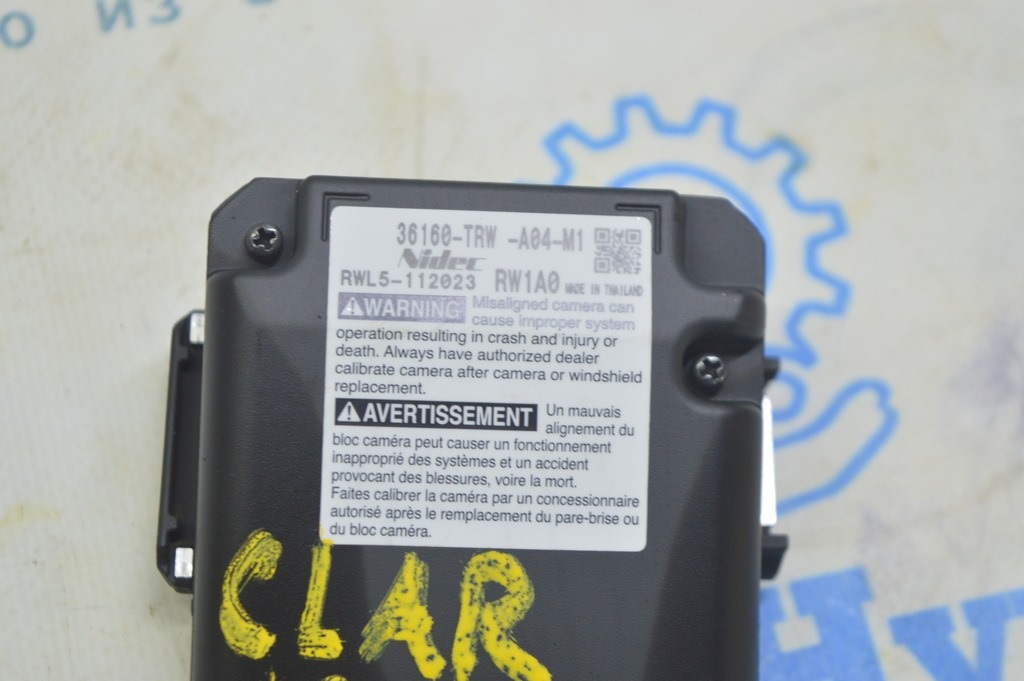 о из
36160-TRW -A04-M1
Nidec
RWL5-112023 RW1A0 MADE IN THAILAND
WARNING Misaligned camera can
cause improper system
operation resulting in crash and injury or
death. Always have authorized dealer
calibrate camera after camera or windshield
replacement.
AVERTISSEMENT Un mauvais
alignement du
bloc caméra peut causer un fonctionnement
inapproprié des systèmes et un accident
provocant des blessures, voire la mort.
Faites calibrer la caméra par un concessionnaire
autorisé après le remplacement du pare-brise ou
du bloc caméra.
CLAR